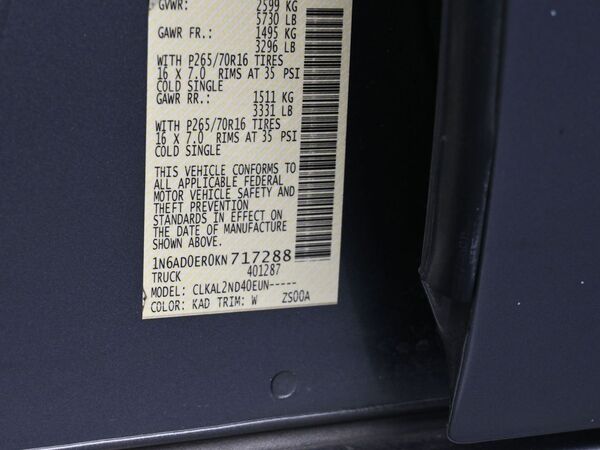 GVWR: 2599 KG
5730 LB
GAWR FR.: 1495 KG
3296 LB
WITH P265/70R16 TIRES
16 X 7.0 RIMS AT 35 PSI
COLD SINGLE
GAWR RR.: 1511 KG
3331 LB
WITH P265/70R16 TIRES
16 X 7.0 RIMS AT 35 PSI
COLD SINGLE
THIS VEHICLE CONFORMS TO
ALL APPLICABLE FEDERAL
MOTOR VEHICLE SAFETY AND
THEFT PREVENTION
STANDARDS IN EFFECT ON
THE DATE OF MANUFACTURE
SHOWN ABOVE.
1N6AD0ER0KN717288
TRUCK 401287
MODEL: CLKAL2ND40EUN-----
COLOR: KAD TRIM: W ZS00A